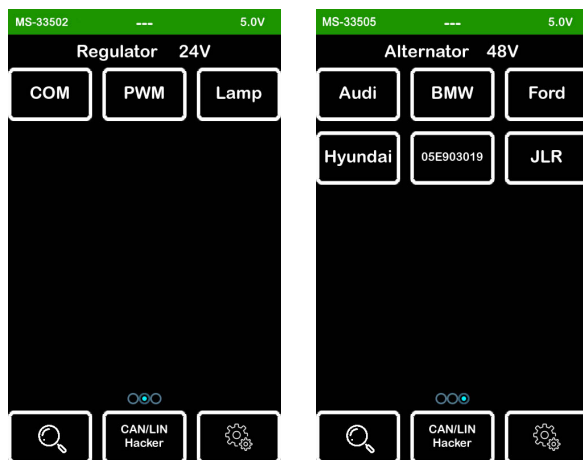 MS-33502 --- 5.0V
Regulator 24V
COM PWM Lamp
CAN/LIN
Hacker
MS-33505 --- 5.0V
Alternator 48V
Audi BMW Ford
Hyundai 05E903019 JLR
CAN/LIN
Hacker